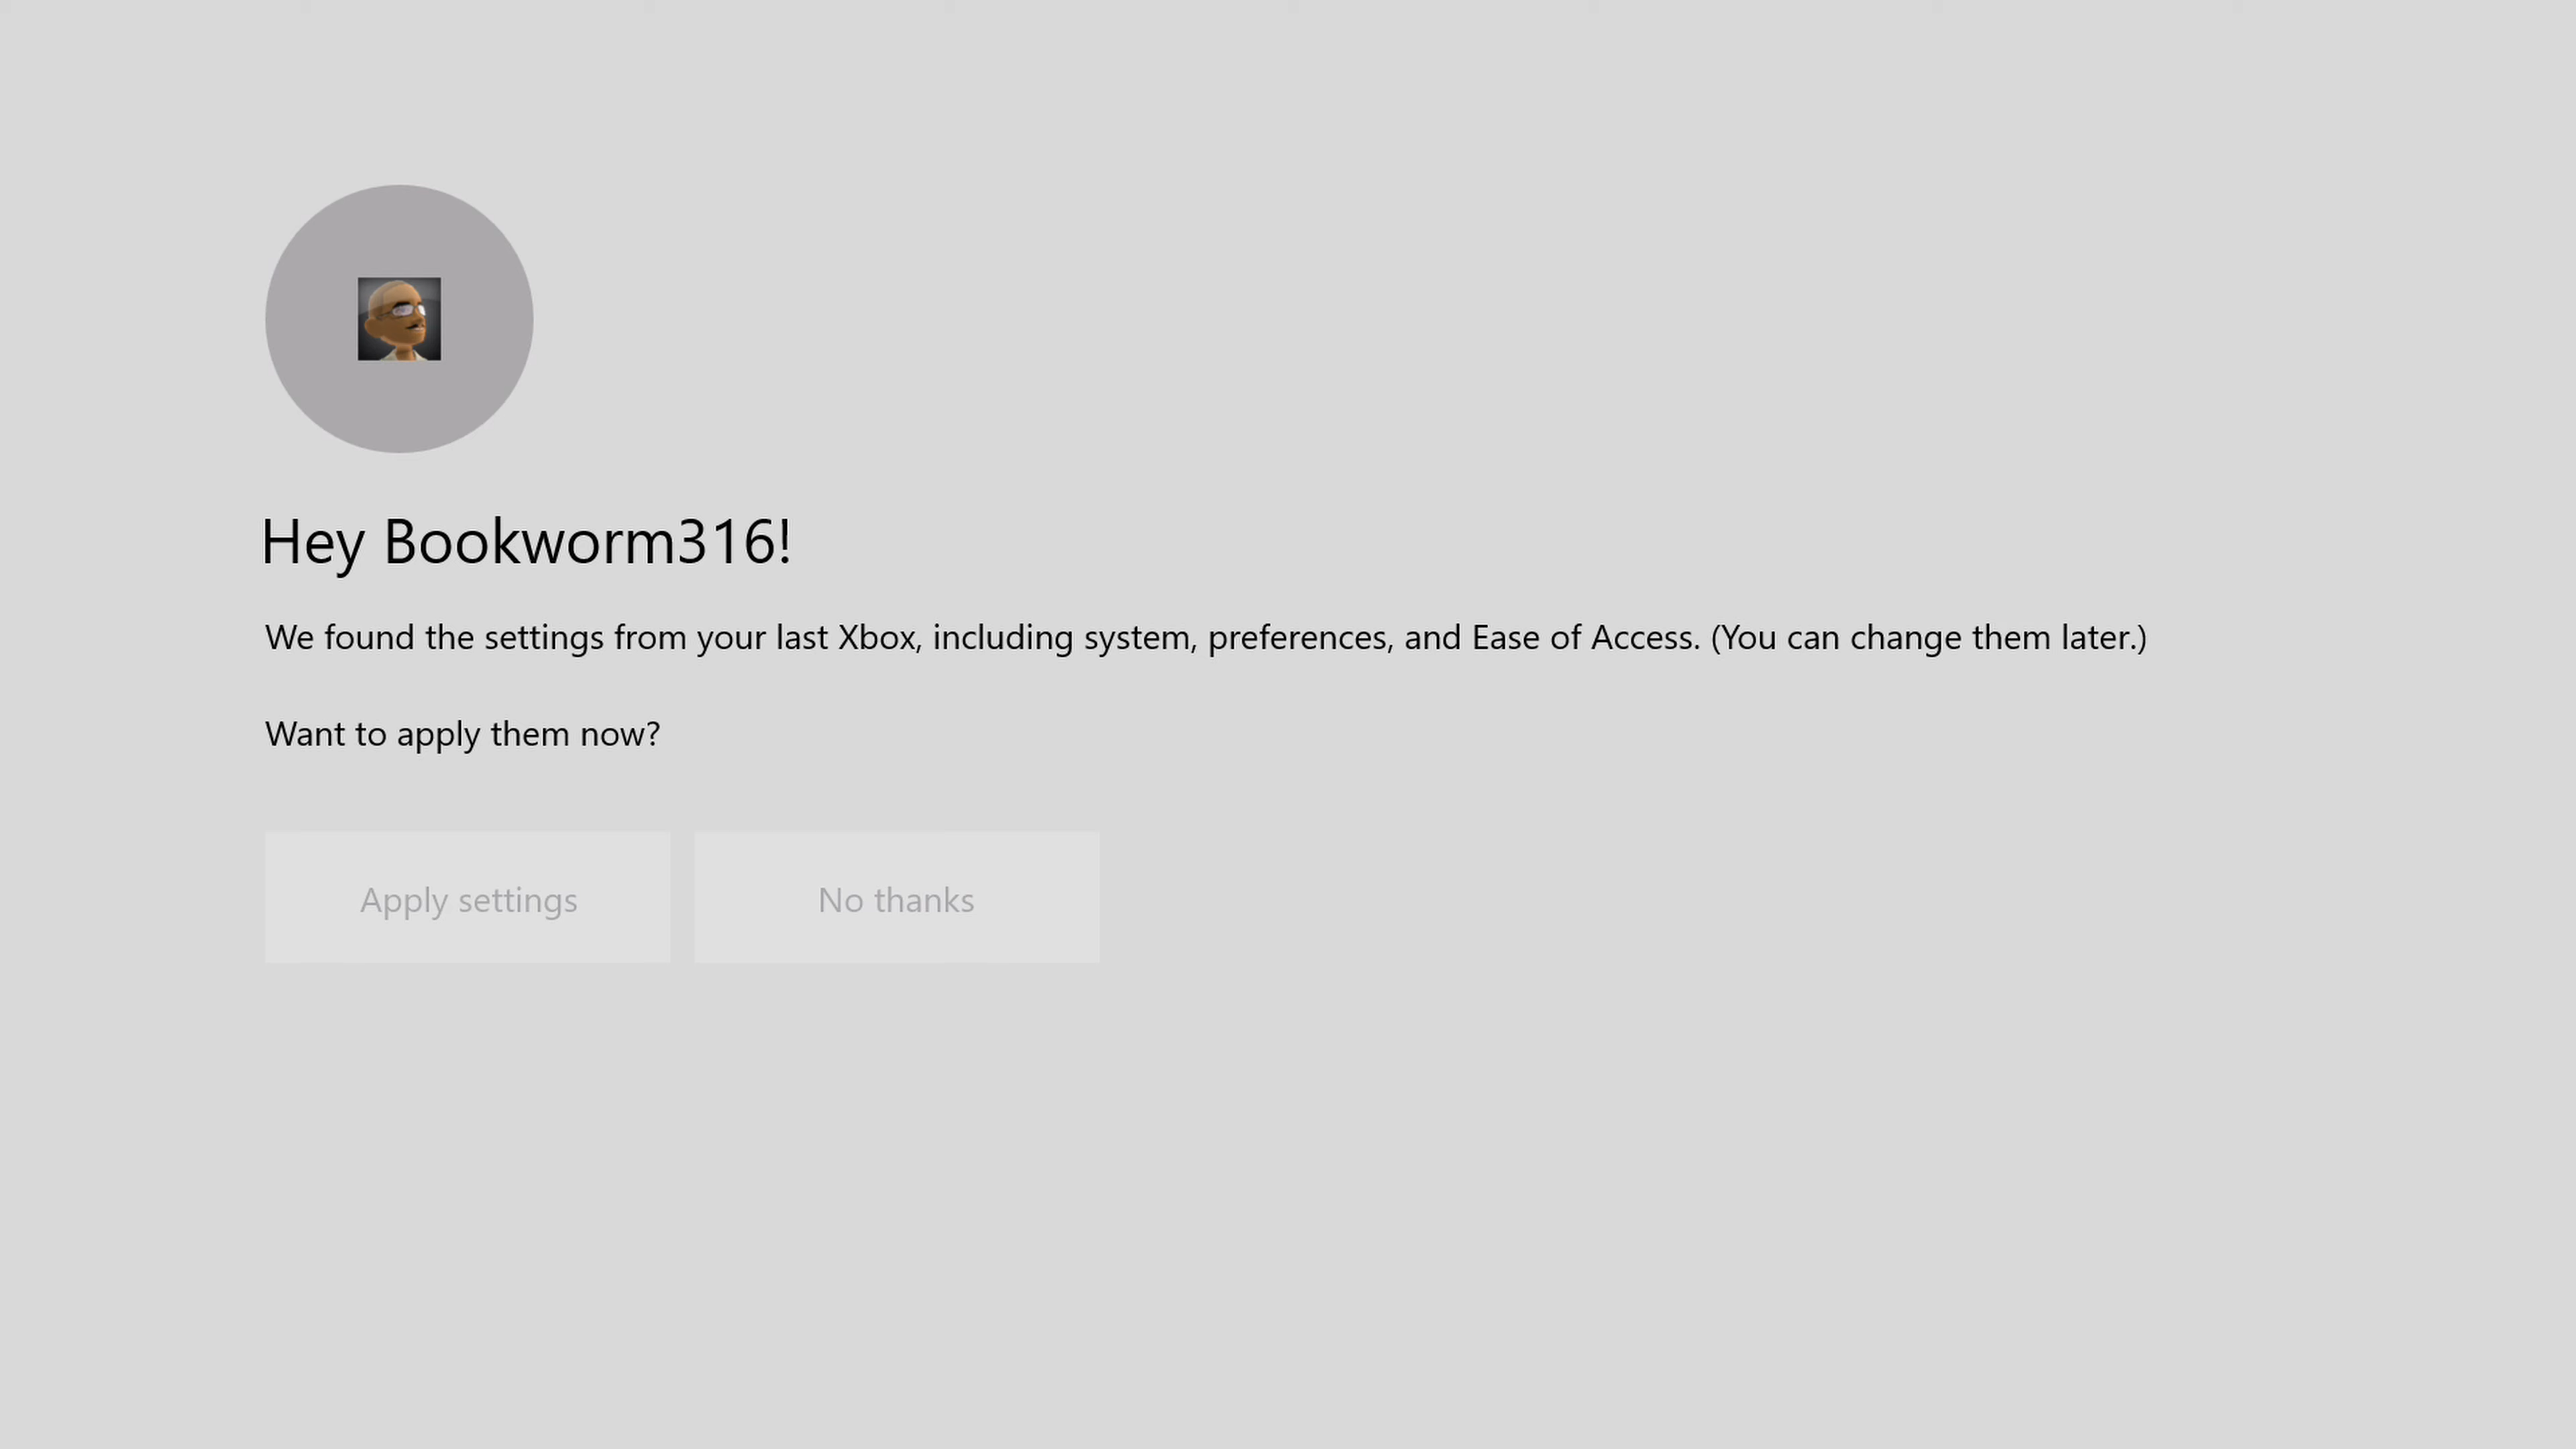 Hey Bookworm316!
We found the settings from your last Xbox, including system, preferences, and Ease of Access. (You can change them later.)
Want to apply them now?
Apply settings
No thanks